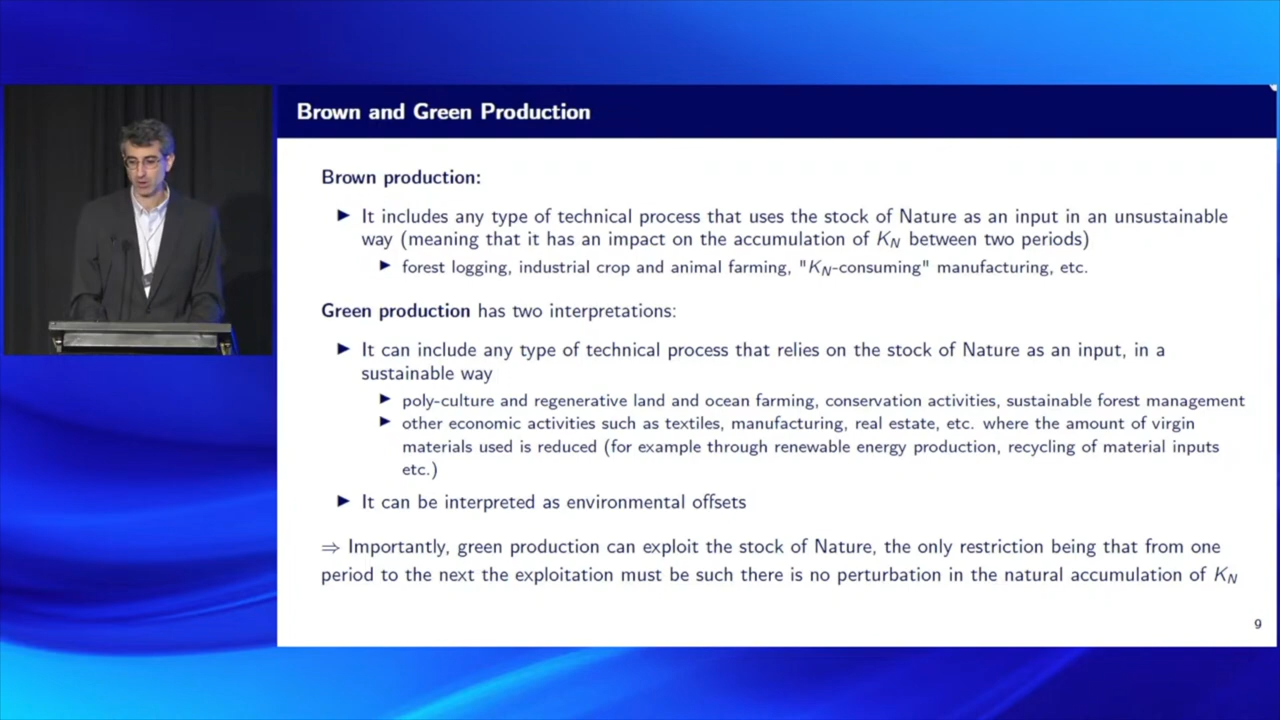 Brown and Green Production
Brown production:
▶ It includes any type of technical process that uses the stock of Nature as an input in an unsustainable
way (meaning that it has an impact on the accumulation of K_N between two periods)
▶ forest logging, industrial crop and animal farming, "K_N-consuming" manufacturing, etc.
Green production has two interpretations:
▶ It can include any type of technical process that relies on the stock of Nature as an input, in a
sustainable way
▶ poly-culture and regenerative land and ocean farming, conservation activities, sustainable forest management
▶ other economic activities such as textiles, manufacturing, real estate, etc. where the amount of virgin
materials used is reduced (for example through renewable energy production, recycling of material inputs
etc.)
▶ It can be interpreted as environmental offsets
⇒ Importantly, green production can exploit the stock of Nature, the only restriction being that from one
period to the next the exploitation must be such there is no perturbation in the natural accumulation of K_N
9